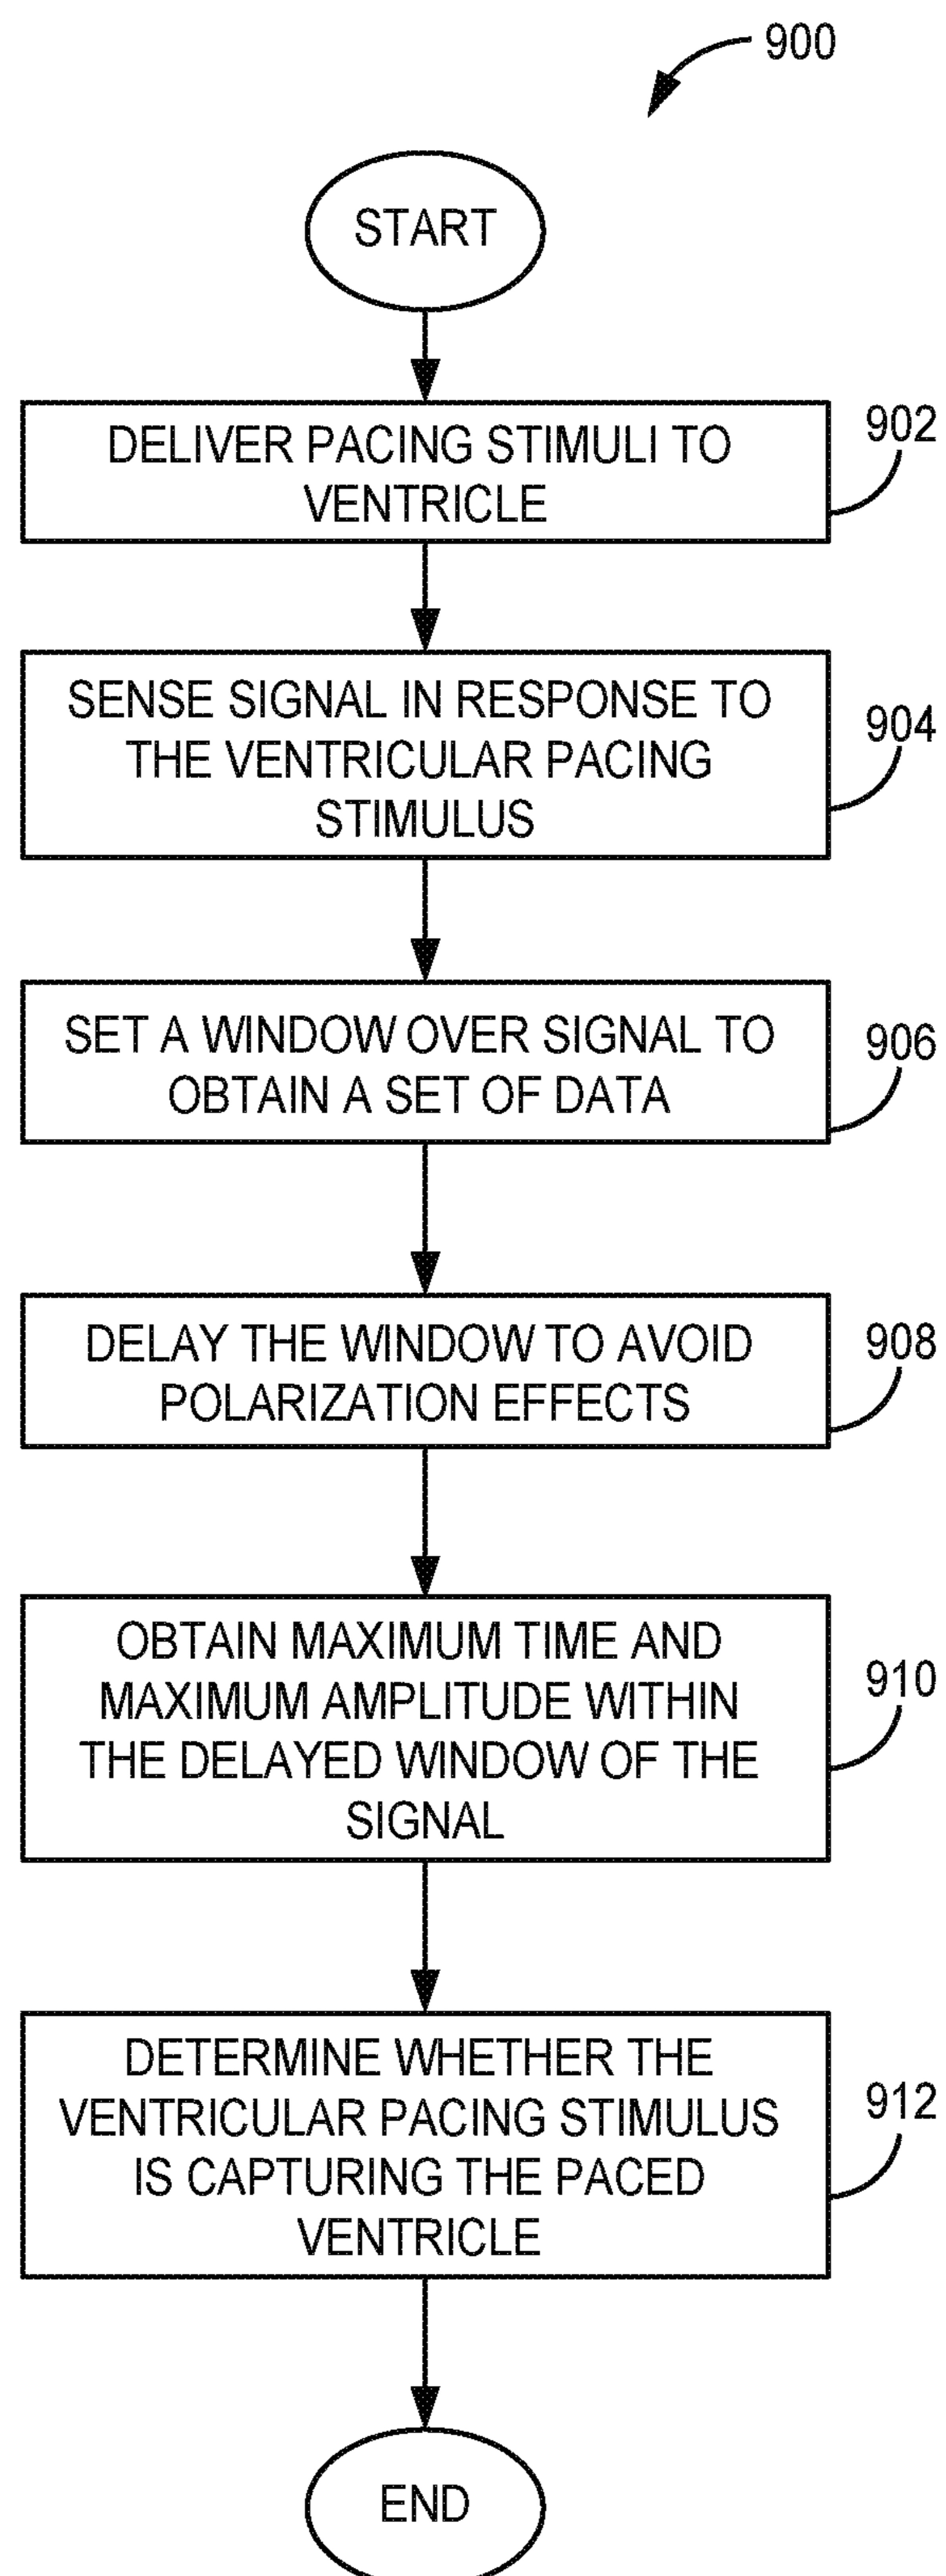 900
START
DELIVER PACING STIMULI TO
VENTRICLE
902
SENSE SIGNAL IN RESPONSE TO
THE VENTRICULAR PACING
STIMULUS
904
SET A WINDOW OVER SIGNAL TO
OBTAIN A SET OF DATA
906
DELAY THE WINDOW TO AVOID
POLARIZATION EFFECTS
908
OBTAIN MAXIMUM TIME AND
MAXIMUM AMPLITUDE WITHIN
THE DELAYED WINDOW OF THE
SIGNAL
910
DETERMINE WHETHER THE
VENTRICULAR PACING STIMULUS
IS CAPTURING THE PACED
VENTRICLE
912
END